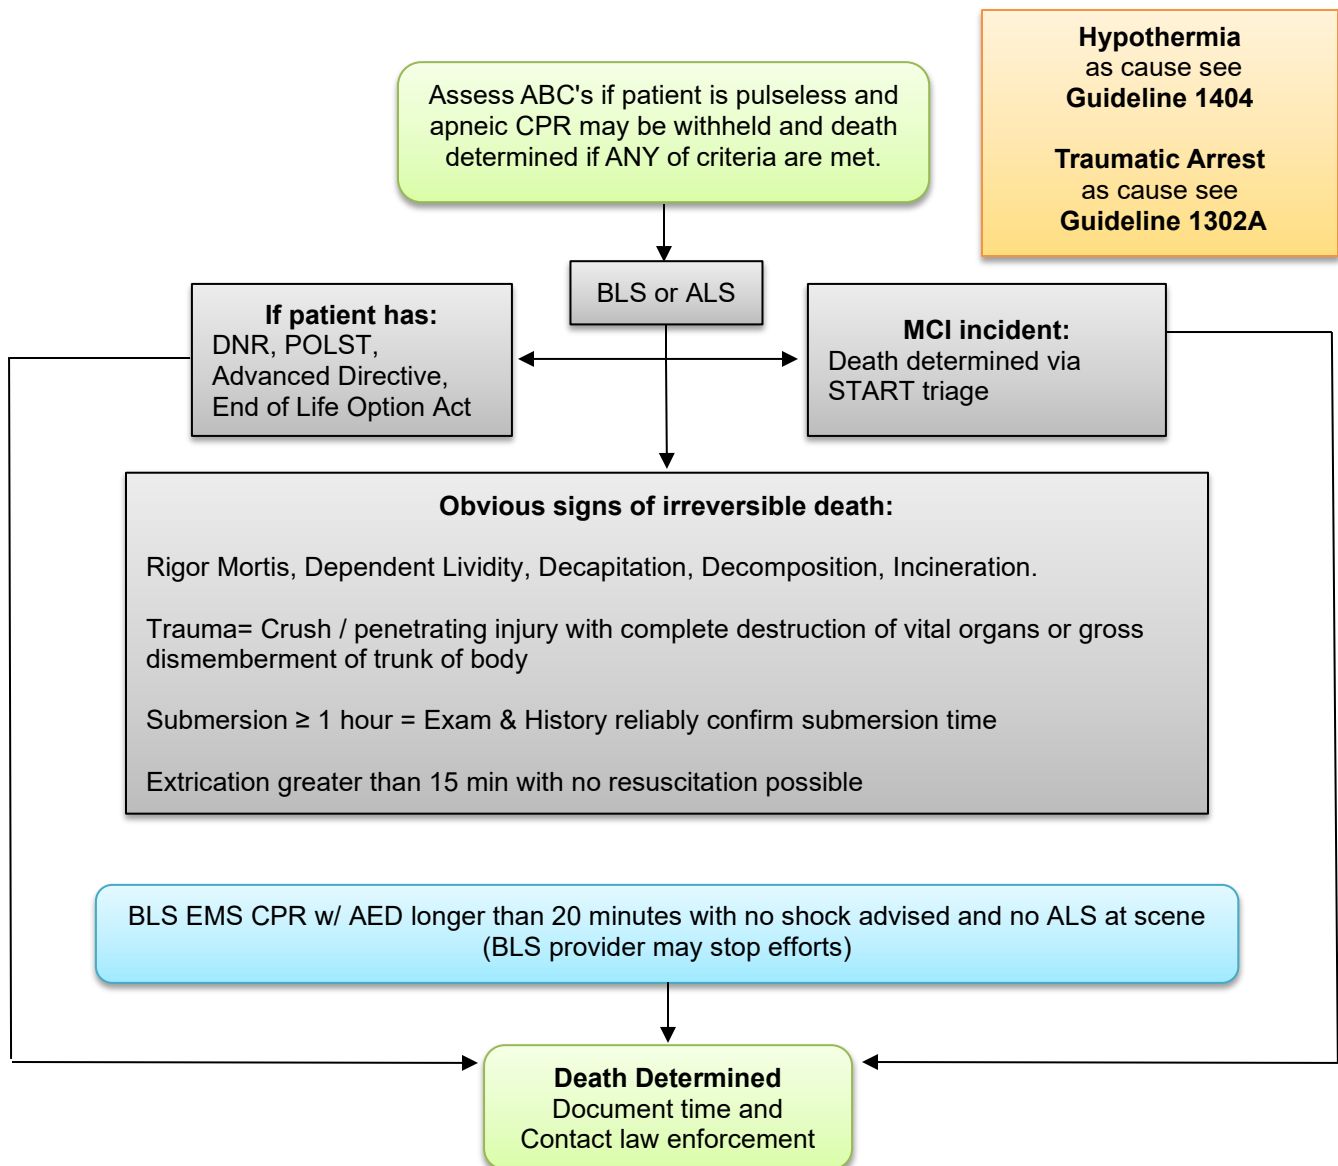 Hypothermia
as cause see
Guideline 1404
Traumatic Arrest
as cause see
Guideline 1302A
Assess ABC's if patient is pulseless and
apneic CPR may be withheld and death
determined if ANY of criteria are met.
BLS or ALS
If patient has:
DNR, POLST,
Advanced Directive,
End of Life Option Act
MCI incident:
Death determined via
START triage
Obvious signs of irreversible death:
Rigor Mortis, Dependent Lividity, Decapitation, Decomposition, Incineration.
Trauma= Crush / penetrating injury with complete destruction of vital organs or gross
dismemberment of trunk of body
Submersion ≥ 1 hour = Exam & History reliably confirm submersion time
Extrication greater than 15 min with no resuscitation possible
BLS EMS CPR w/ AED longer than 20 minutes with no shock advised and no ALS at scene
(BLS provider may stop efforts)
Death Determined
Document time and
Contact law enforcement